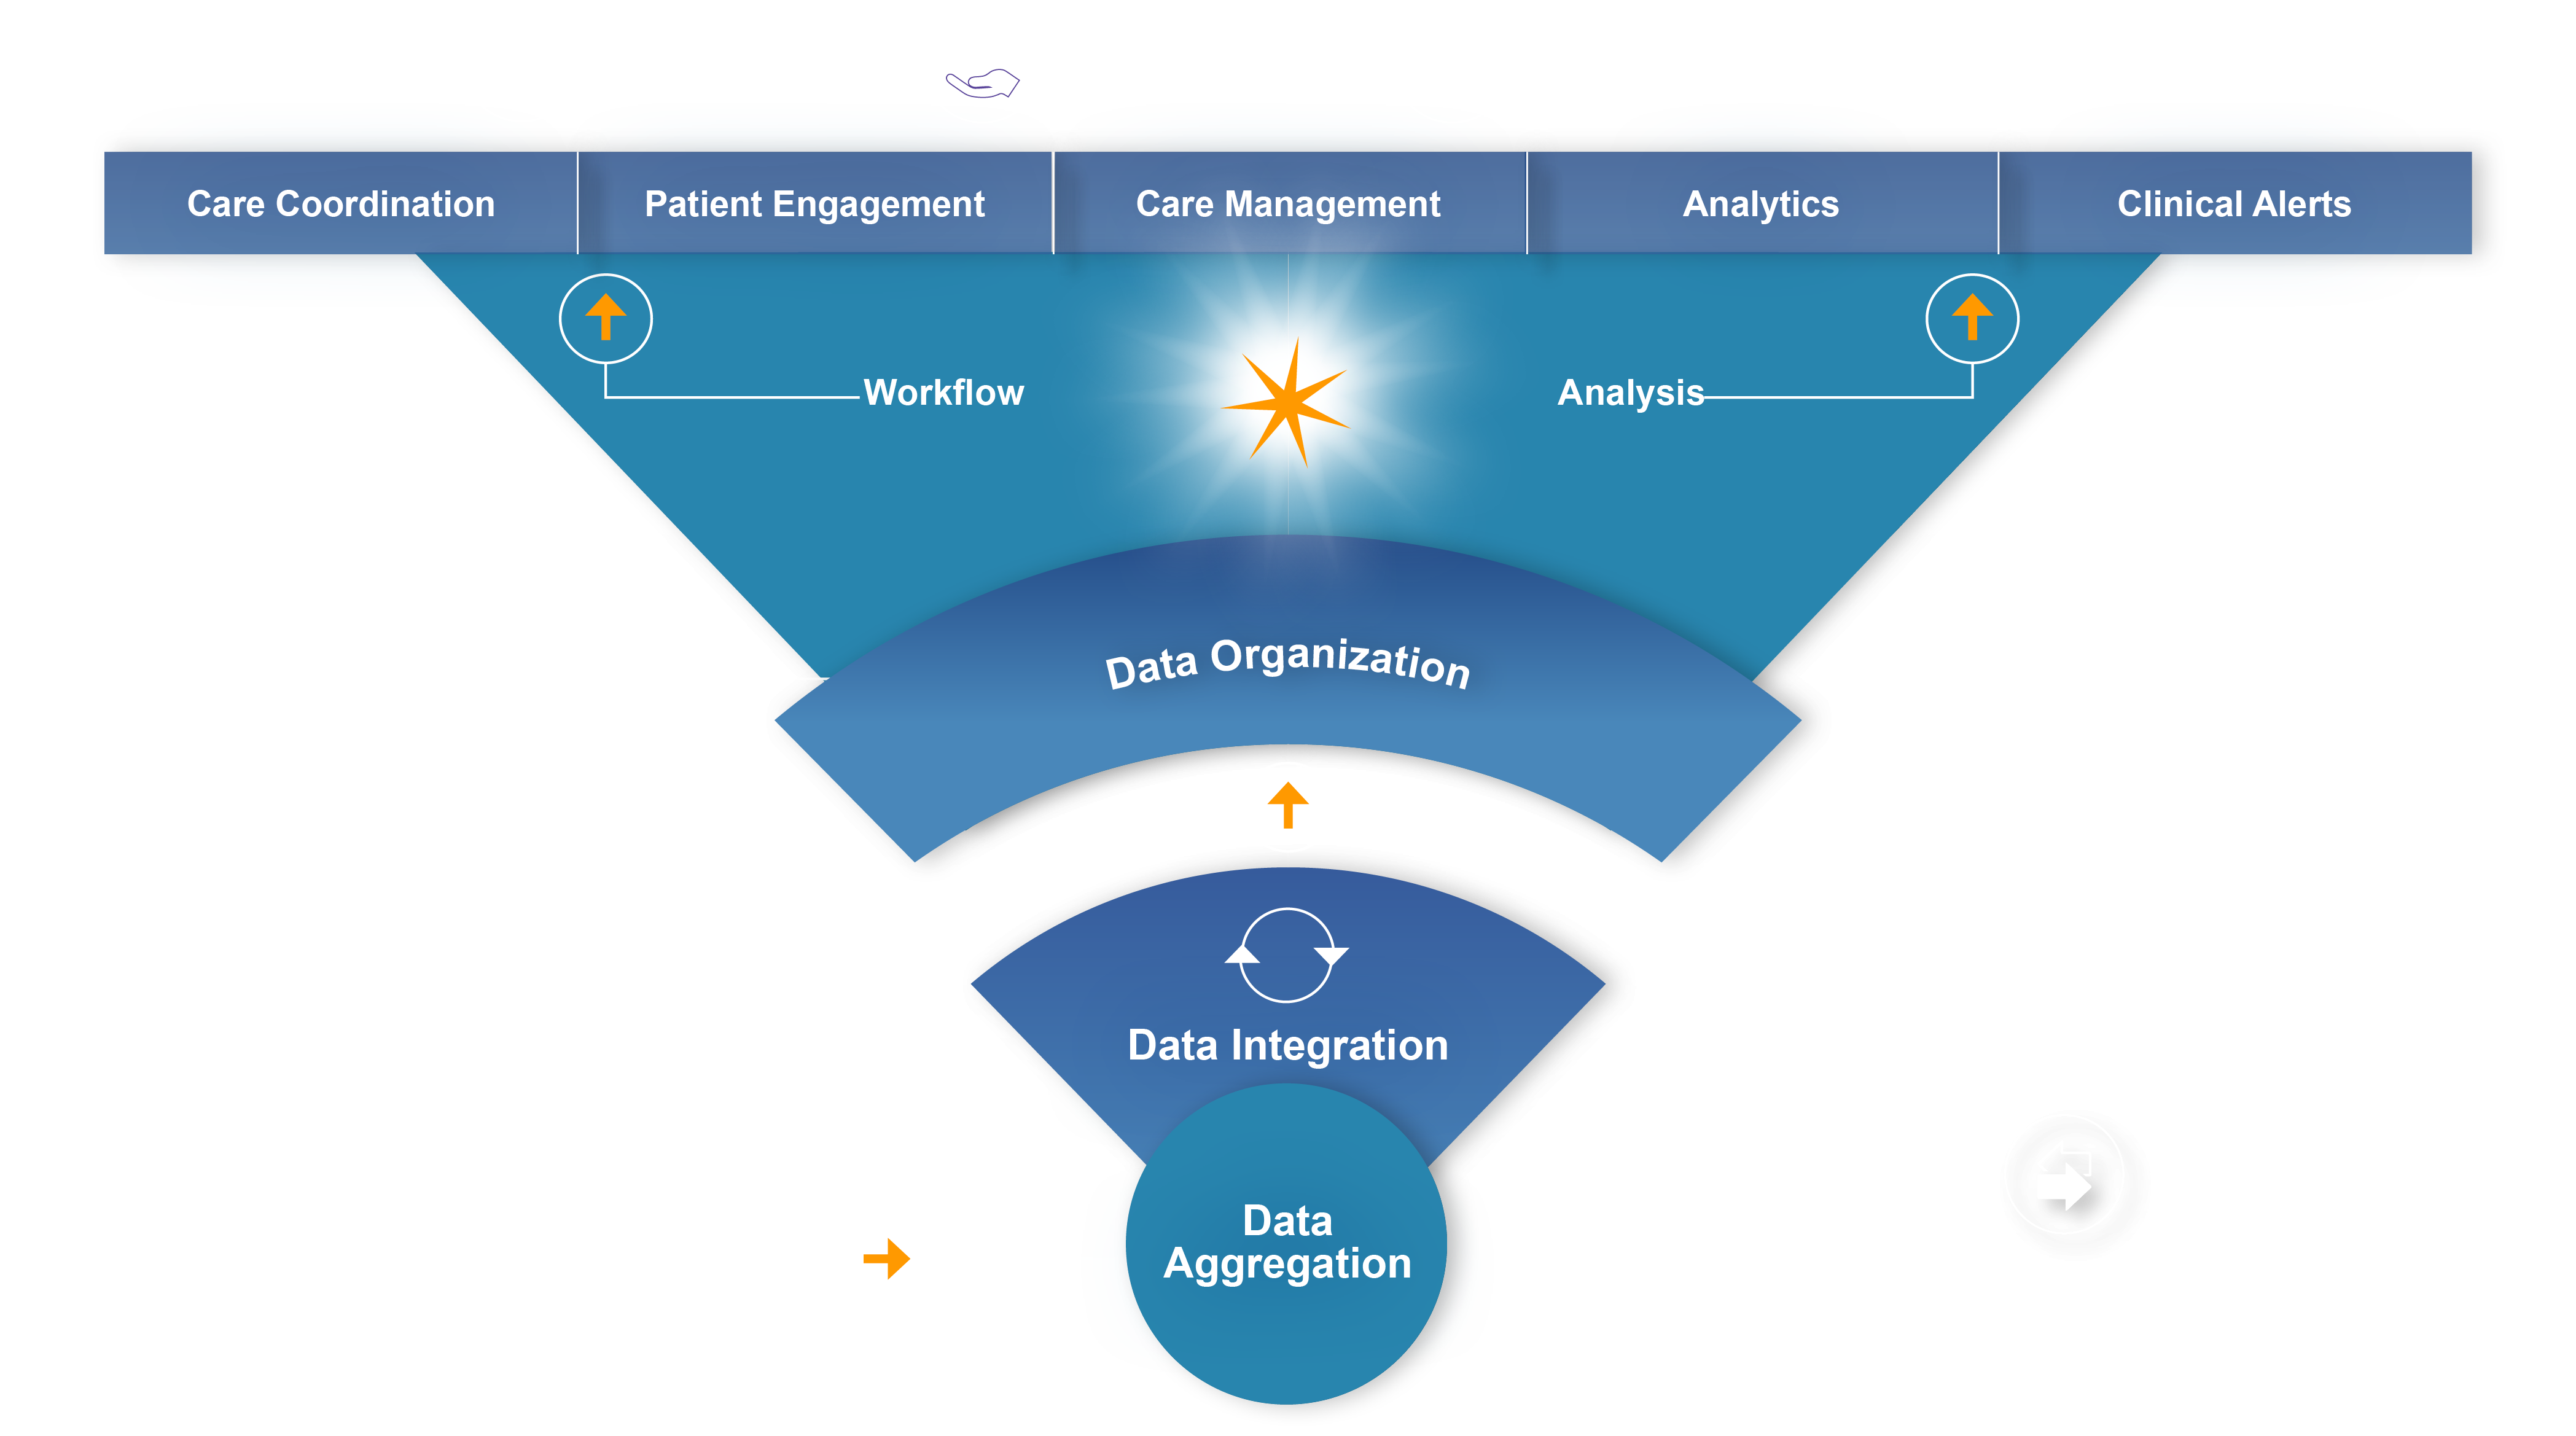 Care Coordination
Patient Engagement
Care Management
Analytics
Clinical Alerts
Workflow
Analysis
Data Organization
Data Integration
Data
Aggregation